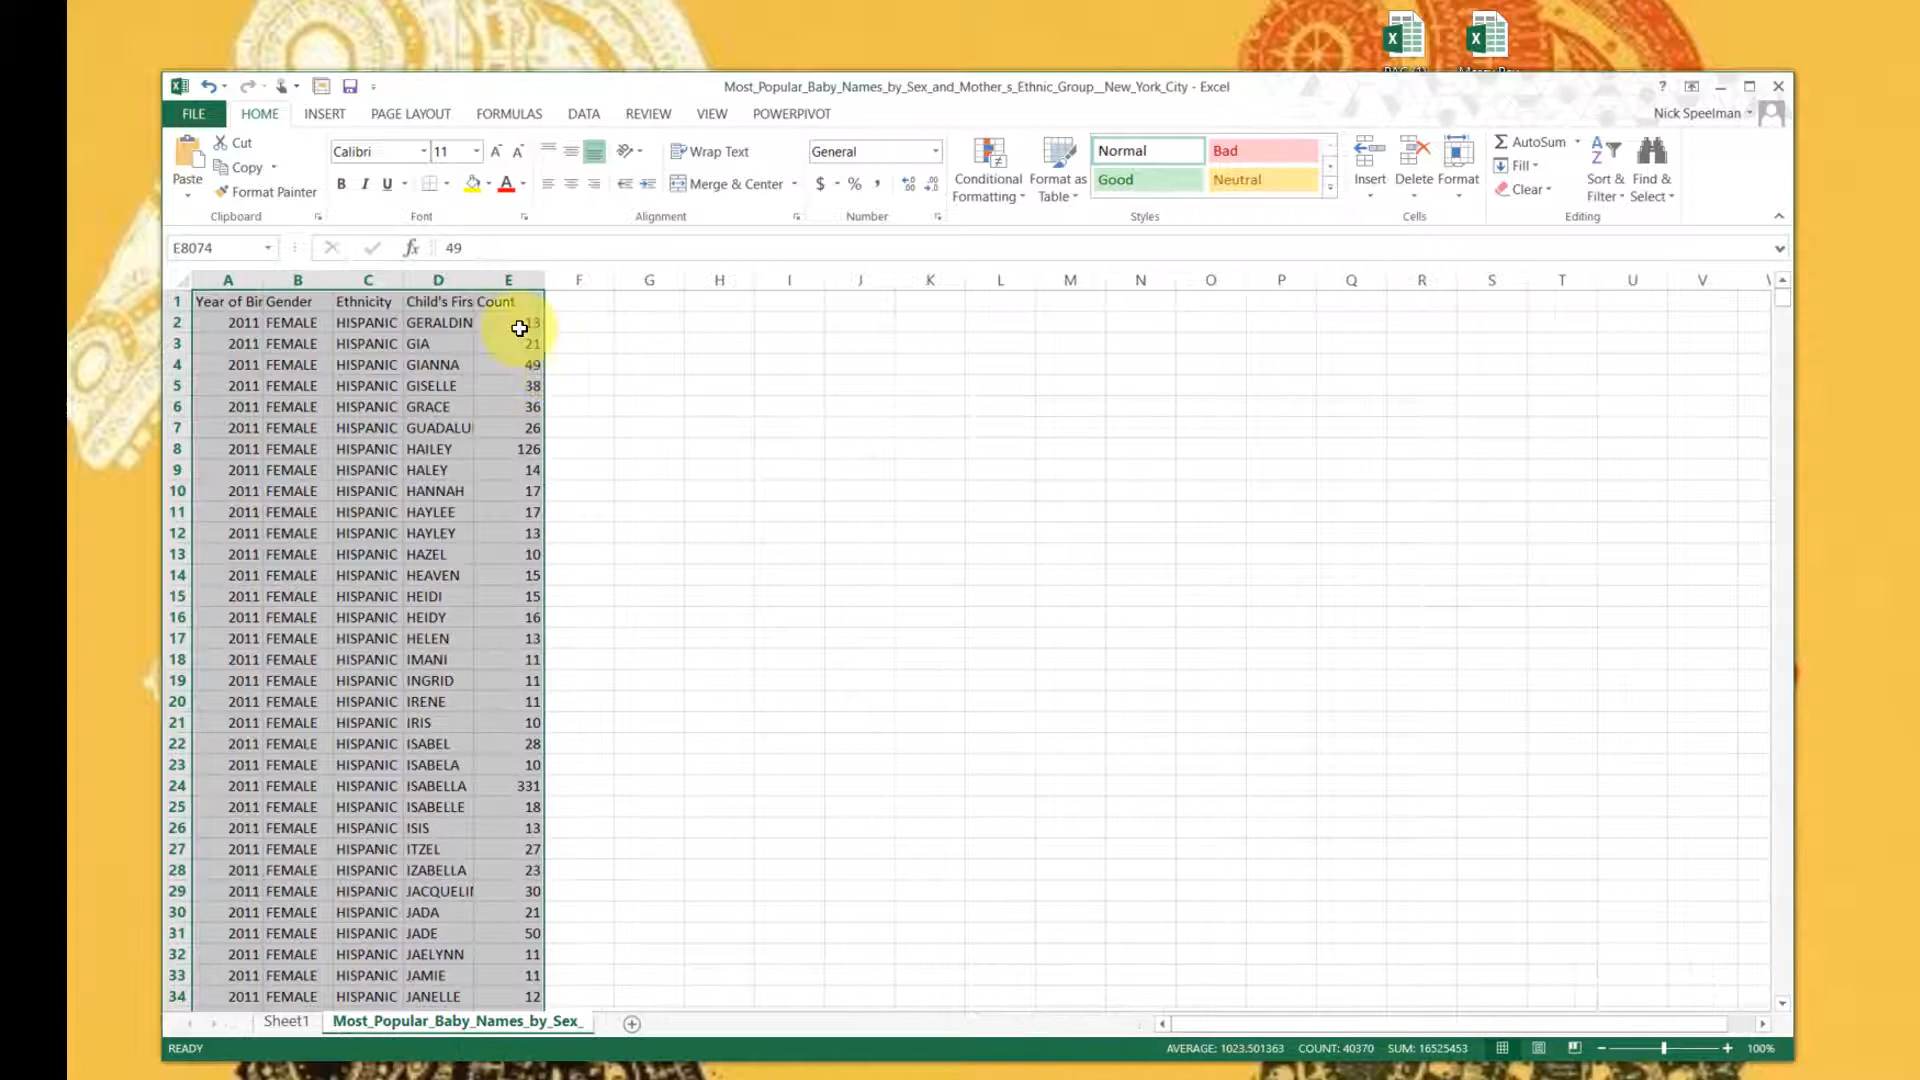 Most_Popular_Baby_Names_by_Sex_and_Mother_s_Ethnic_Group__New_York_City - Excel
?
FILE HOME INSERT PAGE LAYOUT FORMULAS DATA REVIEW VIEW POWERPIVOT Nick Speelman
Paste
Cut
Copy
Format Painter
Clipboard
Calibri 11 A A
B I U A
Font
Wrap Text
Merge & Center
Alignment
General
$ % ,
Number
Conditional Formatting
Format as Table
Normal Bad
Good Neutral
Styles
Insert Delete Format
Cells
AutoSum
Fill
Clear
Sort & Filter
Find & Select
Editing
E8074 fx 49
A B C D E F G H I J K L M N O P Q R S T U V
1 Year of Bir Gender Ethnicity Child's Firs Count
2 2011 FEMALE HISPANIC GERALDIN 13
3 2011 FEMALE HISPANIC GIA 21
4 2011 FEMALE HISPANIC GIANNA 49
5 2011 FEMALE HISPANIC GISELLE 38
6 2011 FEMALE HISPANIC GRACE 36
7 2011 FEMALE HISPANIC GUADALU 26
8 2011 FEMALE HISPANIC HAILEY 126
9 2011 FEMALE HISPANIC HALEY 14
10 2011 FEMALE HISPANIC HANNAH 17
11 2011 FEMALE HISPANIC HAYLEE 17
12 2011 FEMALE HISPANIC HAYLEY 13
13 2011 FEMALE HISPANIC HAZEL 10
14 2011 FEMALE HISPANIC HEAVEN 15
15 2011 FEMALE HISPANIC HEIDI 15
16 2011 FEMALE HISPANIC HEIDY 16
17 2011 FEMALE HISPANIC HELEN 13
18 2011 FEMALE HISPANIC IMANI 11
19 2011 FEMALE HISPANIC INGRID 11
20 2011 FEMALE HISPANIC IRENE 11
21 2011 FEMALE HISPANIC IRIS 10
22 2011 FEMALE HISPANIC ISABEL 28
23 2011 FEMALE HISPANIC ISABELA 10
24 2011 FEMALE HISPANIC ISABELLA 331
25 2011 FEMALE HISPANIC ISABELLE 18
26 2011 FEMALE HISPANIC ISIS 13
27 2011 FEMALE HISPANIC ITZEL 27
28 2011 FEMALE HISPANIC IZABELLA 23
29 2011 FEMALE HISPANIC JACQUELI 30
30 2011 FEMALE HISPANIC JADA 21
31 2011 FEMALE HISPANIC JADE 50
32 2011 FEMALE HISPANIC JAELYNN 11
33 2011 FEMALE HISPANIC JAMIE 11
34 2011 FEMALE HISPANIC JANELLE 12
Sheet1 Most_Popular_Baby_Names_by_Sex_
READY AVERAGE: 1023.501363 COUNT: 40370 SUM: 16525453 100%